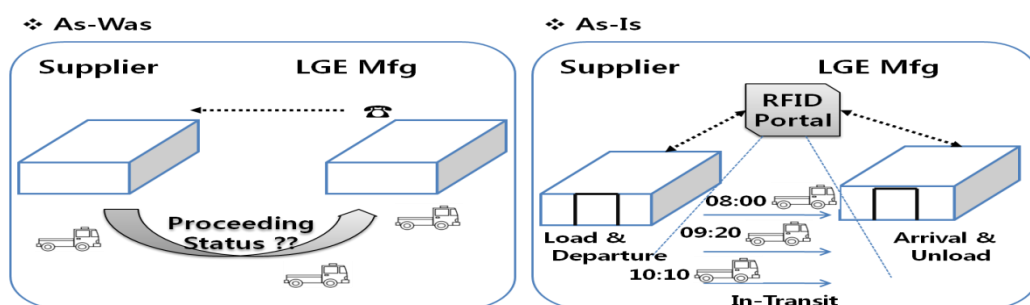 ❖ As-Was
Supplier LGE Mfg
Proceeding
Status ??
❖ As-Is
Supplier LGE Mfg
RFID
Portal
08:00
09:20
10:10
Load &
Departure
Arrival &
Unload
In-Transit